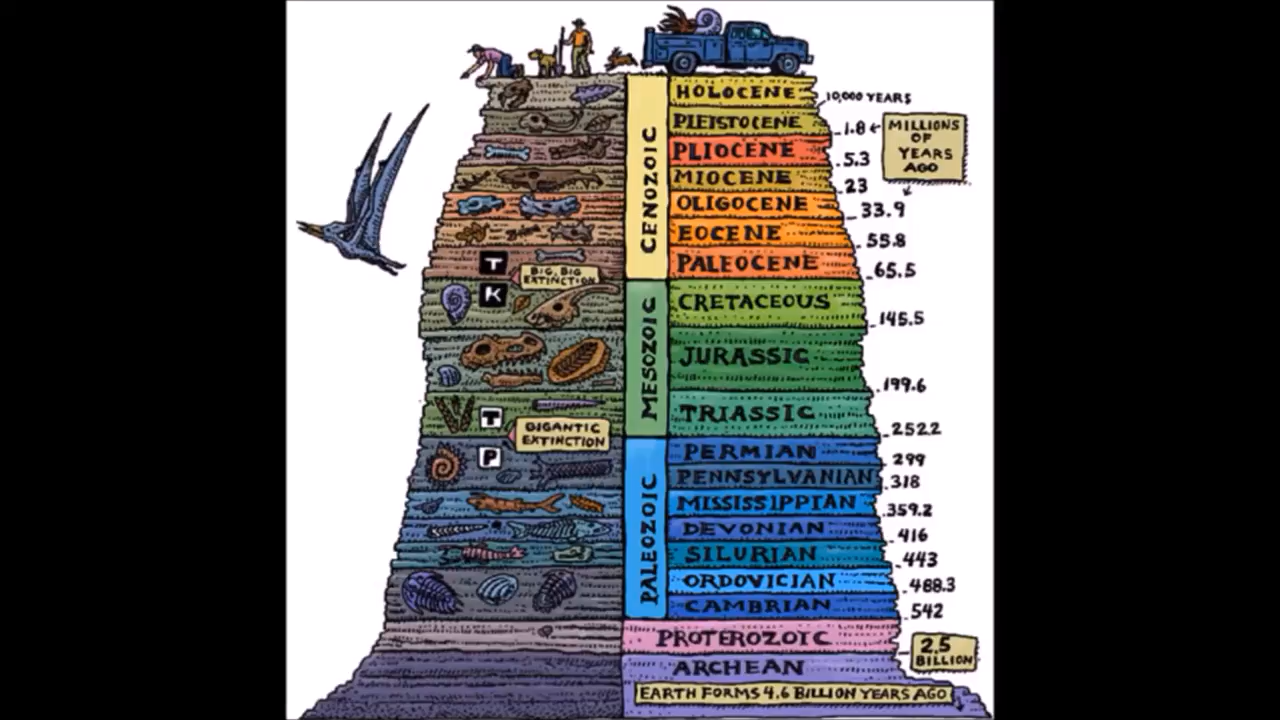 HOLOCENE
10,000 YEARS
PLEISTOCENE
1.8
MILLIONS
OF
YEARS
AGO
PLIOCENE
5.3
MIOCENE
23
OLIGOCENE
33.9
EOCENE
55.8
PALEOCENE
65.5
CENOZOIC
T
BIG, BIG
EXTINCTION
K
CRETACEOUS
145.5
JURASSIC
199.6
TRIASSIC
252.2
MESOZOIC
T
GIGANTIC
EXTINCTION
P
PERMIAN
299
PENNSYLVANIAN
318
MISSISSIPPIAN
359.2
DEVONIAN
416
SILURIAN
443
ORDOVICIAN
488.3
CAMBRIAN
542
PALEOZOIC
PROTEROZOIC
2.5
BILLION
ARCHEAN
EARTH FORMS 4.6 BILLION YEARS AGO